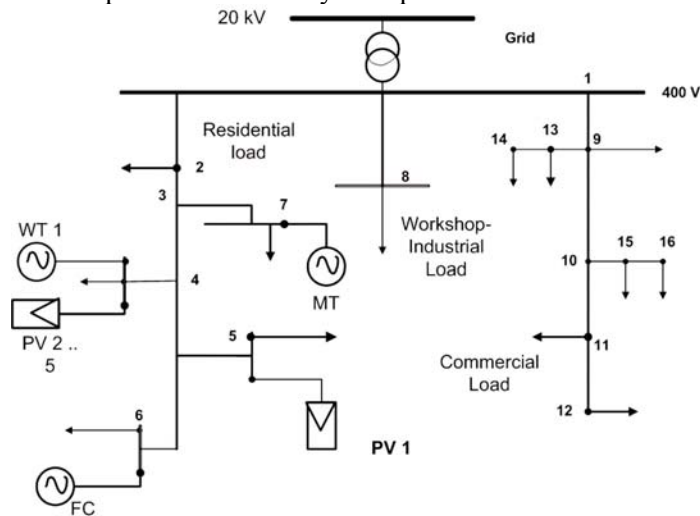 20 kV
Grid
1
400 V
Residential
load
2
3
7
WT 1
4
MT
PV 2 ..
5
5
PV 1
6
FC
8
Workshop-
Industrial
Load
14
13
9
10
15
16
11
Commercial
Load
12